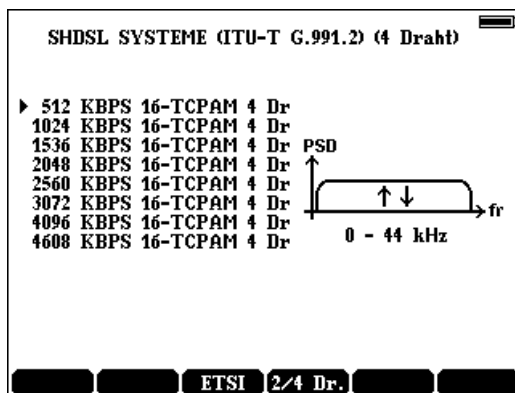 SHDSL SYSTEME (ITU-T G.991.2) (4 Draht)
512 KBPS 16-TCPAM 4 Dr
1024 KBPS 16-TCPAM 4 Dr
1536 KBPS 16-TCPAM 4 Dr
2048 KBPS 16-TCPAM 4 Dr
2560 KBPS 16-TCPAM 4 Dr
3072 KBPS 16-TCPAM 4 Dr
4096 KBPS 16-TCPAM 4 Dr
4608 KBPS 16-TCPAM 4 Dr
PSD
fr
0 - 44 kHz
ETSI
2/4 Dr.